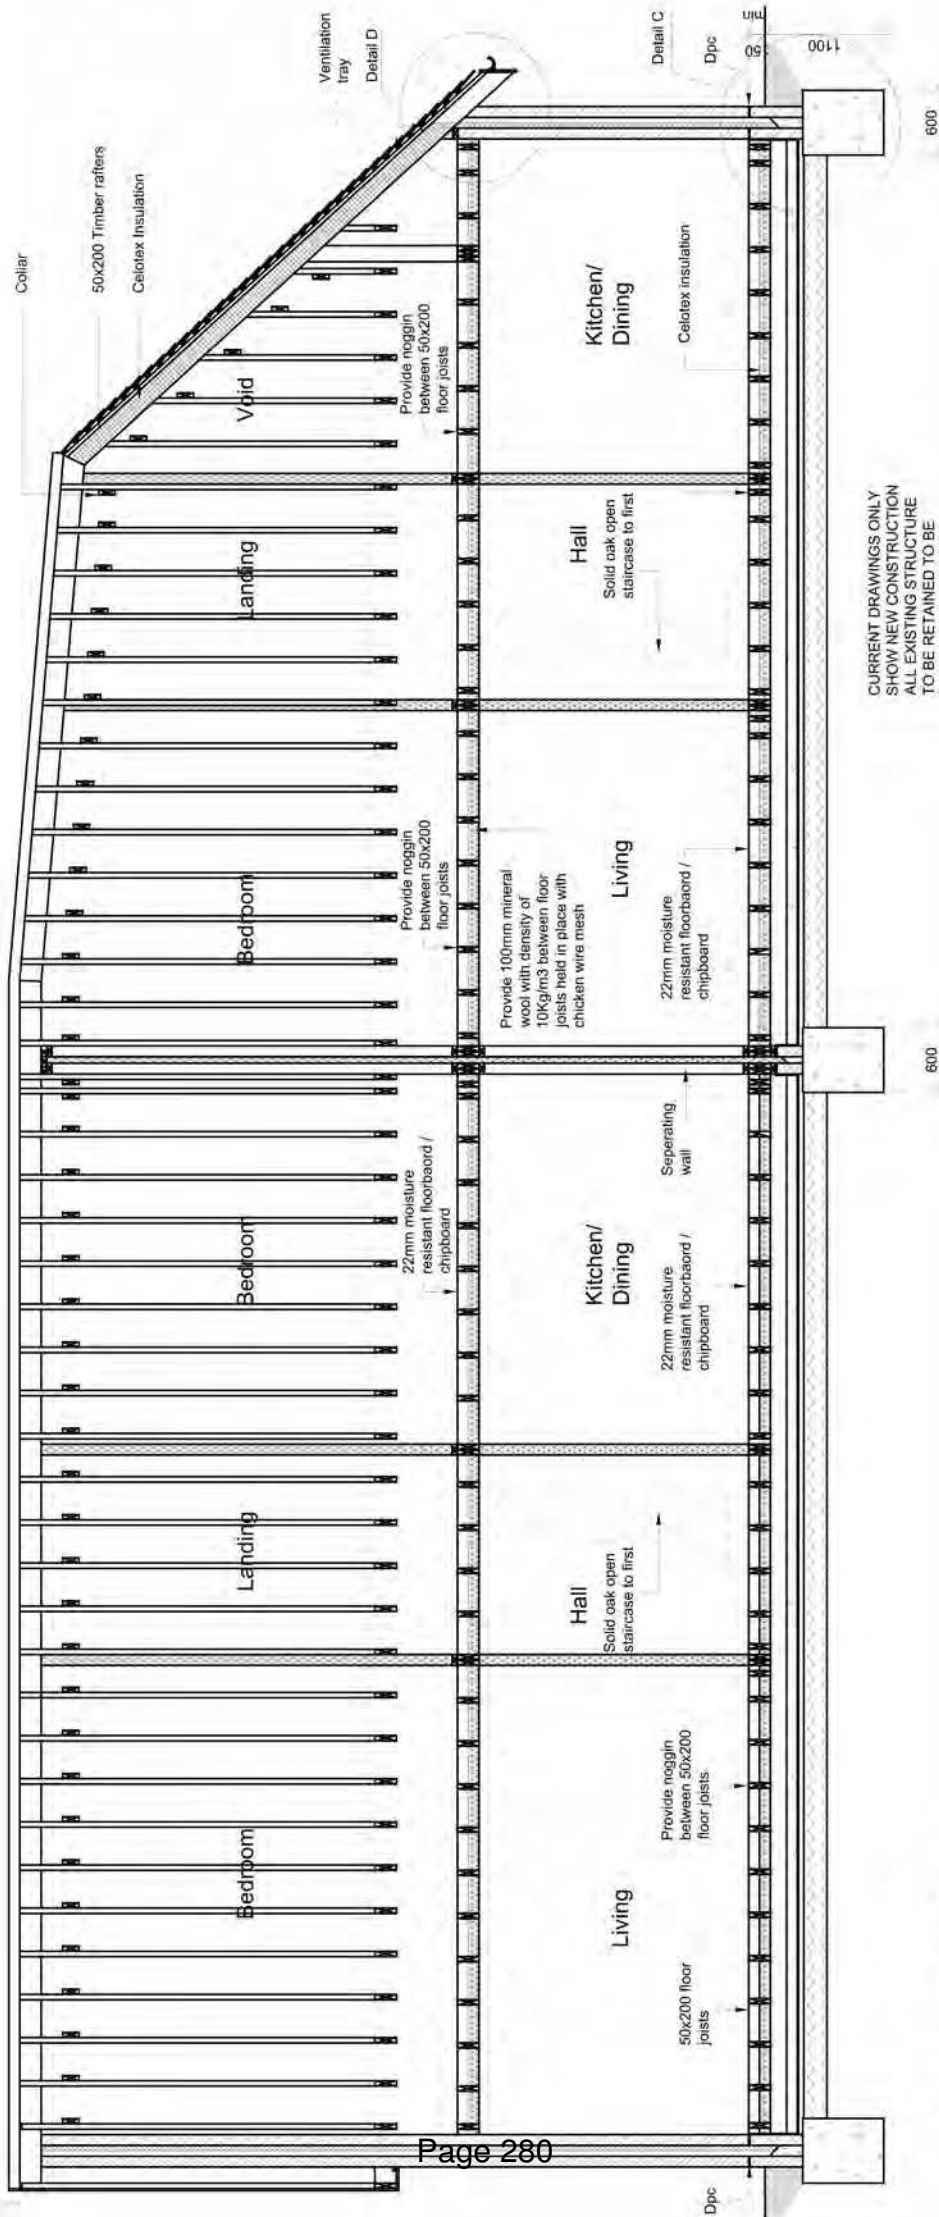 Collar
50x200 Timber rafters
Celotex Insulation
Ventilation
tray
Detail D
Bedroom
Landing
Bedroom
Bedroom
Landing
Void
22mm moisture
resistant floorbaord /
chipboard
Provide noggin
between 50x200
floor joists
Provide noggin
between 50x200
floor joists
Living
Hall
Solid oak open
staircase to first
Kitchen/
Dining
Provide 100mm mineral
wool with density of
10Kg/m3 between floor
joists held in place with
chicken wire mesh
Living
Hall
Solid oak open
staircase to first
Kitchen/
Dining
Detail C
Dpc
50x200 floor
joists
Provide noggin
between 50x200
floor joists
22mm moisture
resistant floorbaord /
chipboard
Seperating
wall
22mm moisture
resistant floorbaord /
chipboard
Celotex insulation
Dpc
150
min
1100
600
600
CURRENT DRAWINGS ONLY
SHOW NEW CONSTRUCTION
ALL EXISTING STRUCTURE
TO BE RETAINED TO BE
Page 280